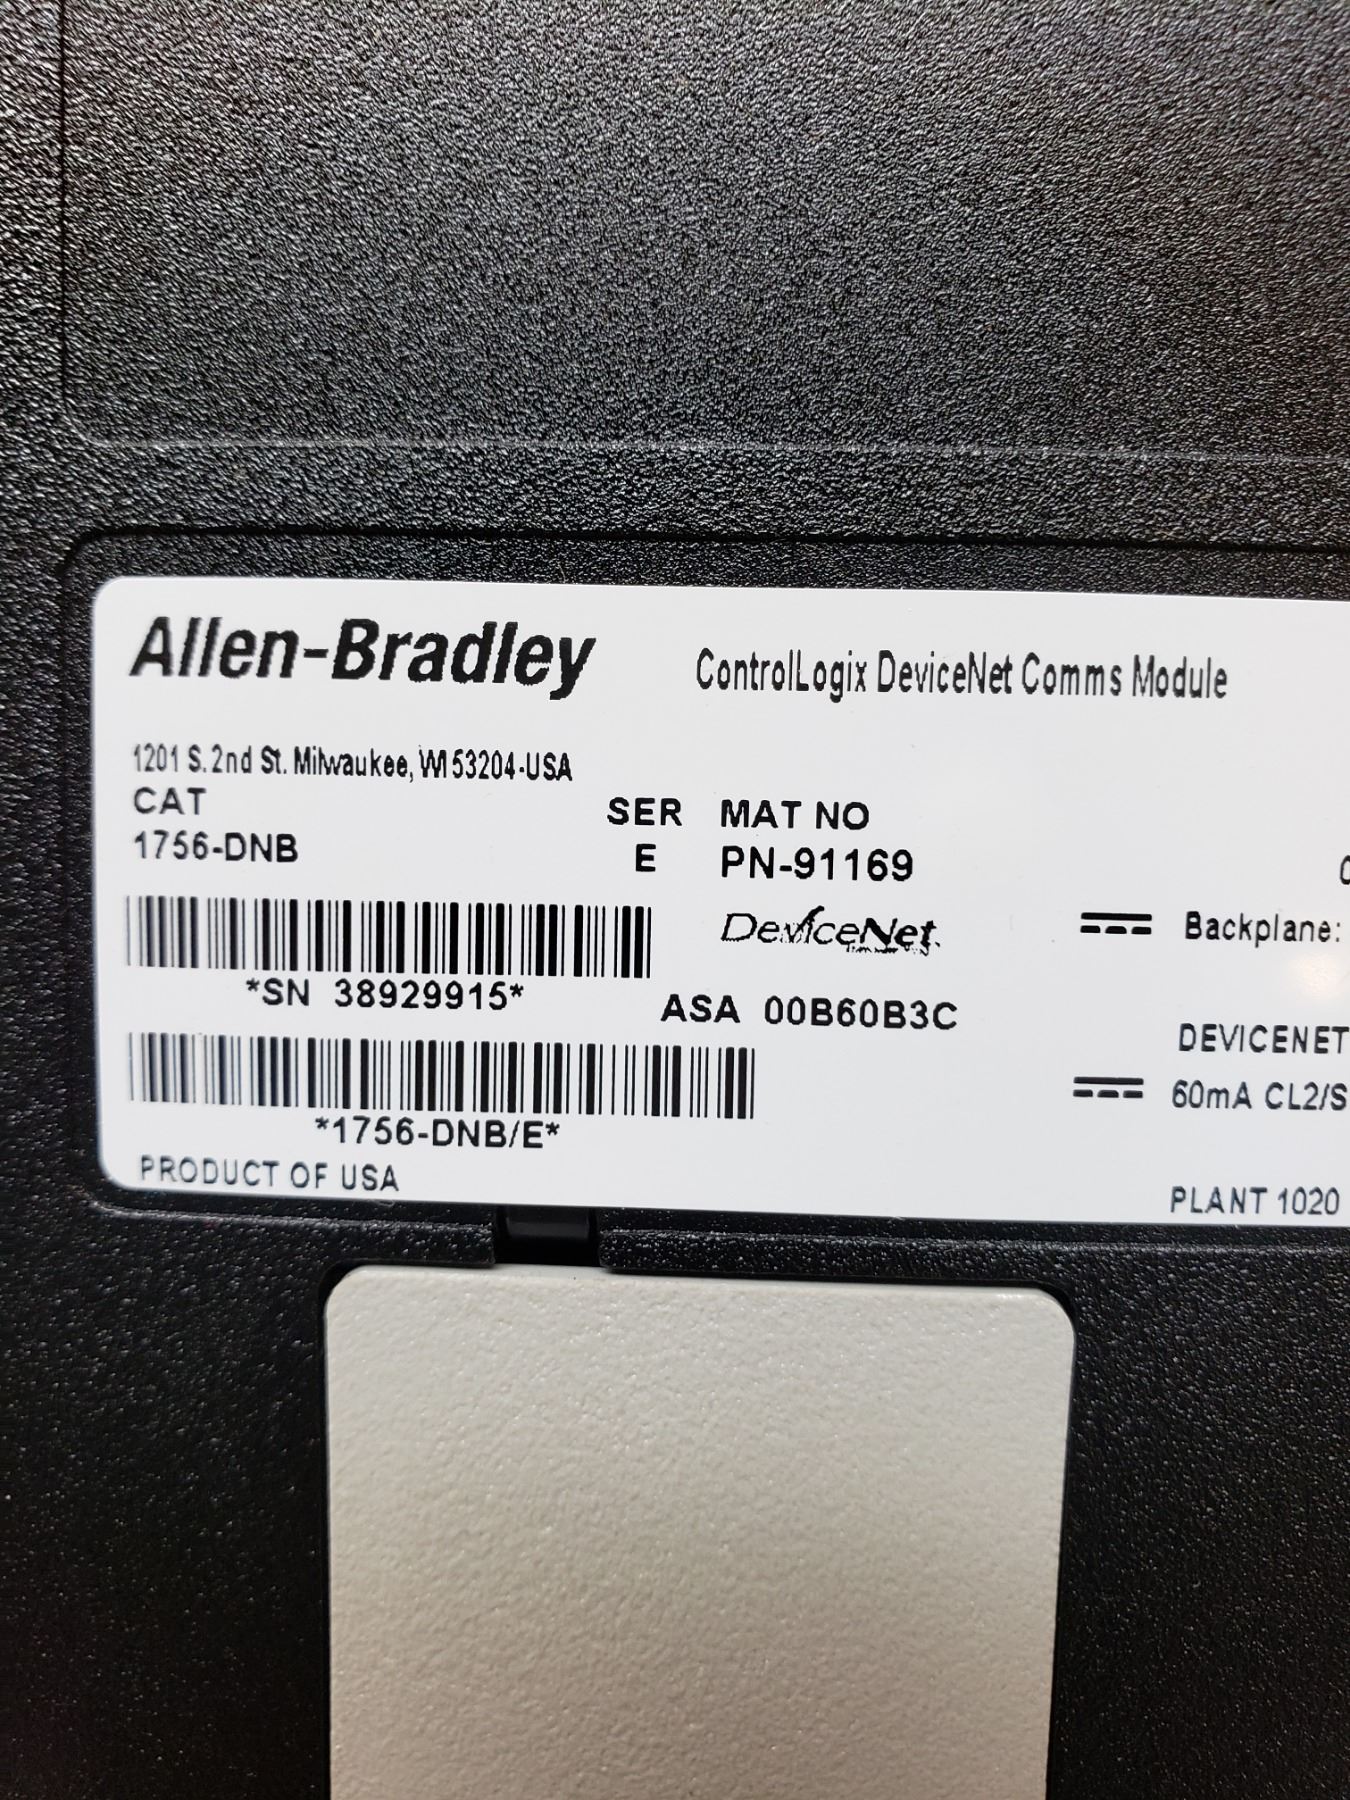 Allen-Bradley ControlLogix DeviceNet Comms Module
1201 S. 2nd St. Milwaukee, WI 53204-USA
CAT SER MAT NO
1756-DNB E PN-91169
DeviceNet. Backplane:
*SN 38929915* ASA 00B60B3C
DEVICENET
60mA CL2/S
*1756-DNB/E*
PRODUCT OF USA PLANT 1020